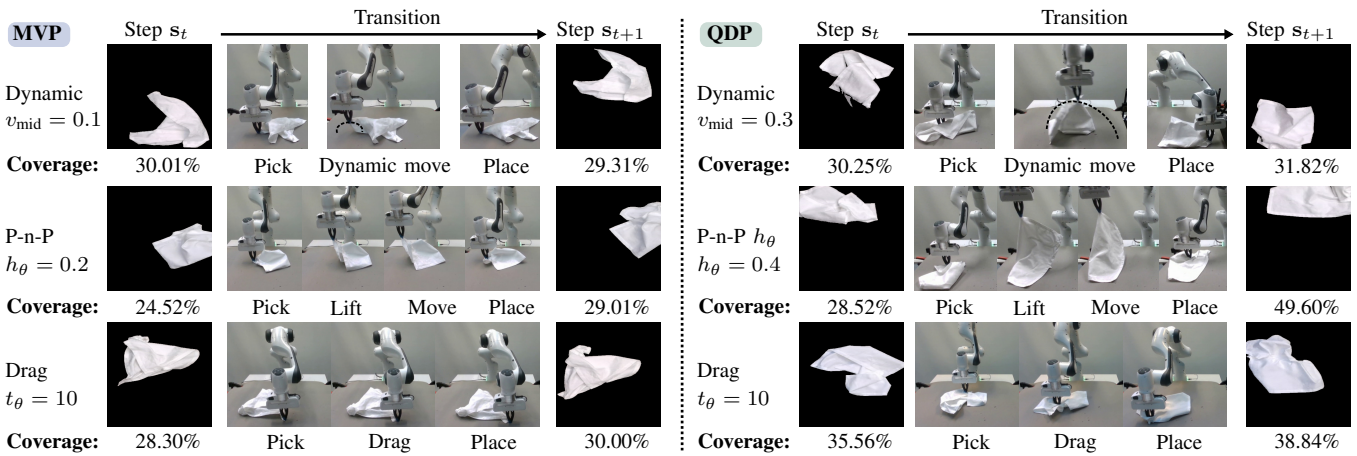 MVP Step s_t Transition Step s_{t+1}
Dynamic
v_mid = 0.1
Coverage: 30.01% Pick Dynamic move Place 29.31%
P-n-P
h_θ = 0.2
Coverage: 24.52% Pick Lift Move Place 29.01%
Drag
t_θ = 10
Coverage: 28.30% Pick Drag Place 30.00%
QDP Step s_t Transition Step s_{t+1}
Dynamic
v_mid = 0.3
Coverage: 30.25% Pick Dynamic move Place 31.82%
P-n-P h_θ
h_θ = 0.4
Coverage: 28.52% Pick Lift Move Place 49.60%
Drag
t_θ = 10
Coverage: 35.56% Pick Drag Place 38.84%